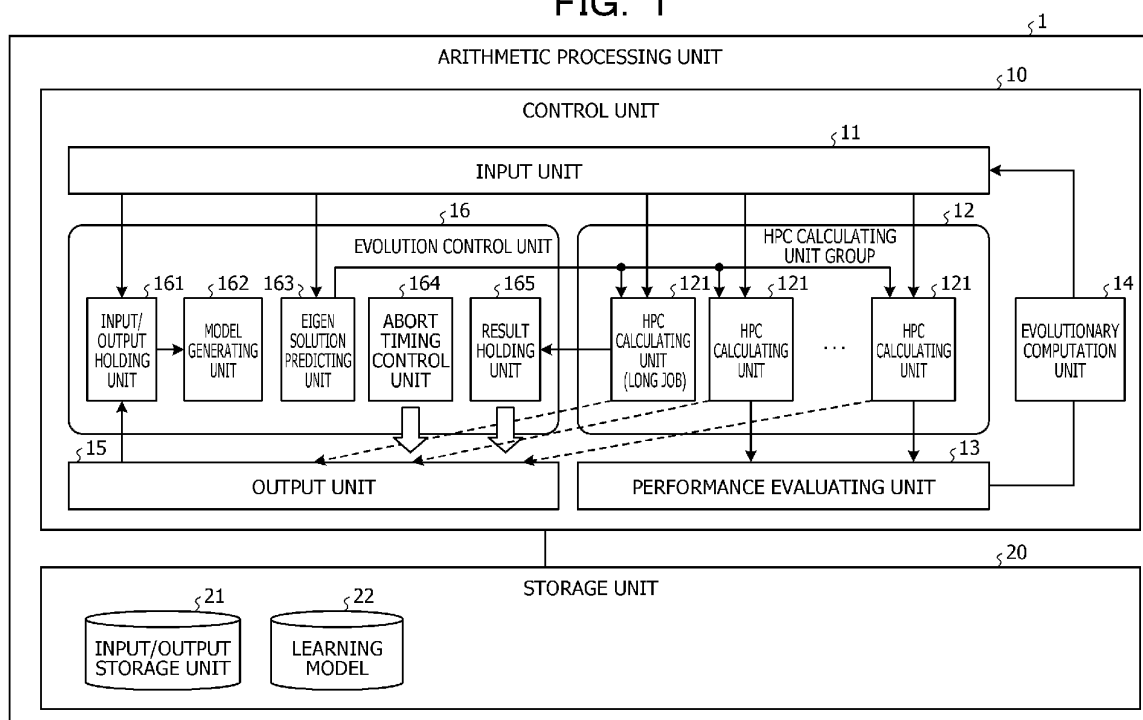 FIG. 1
1
ARITHMETIC PROCESSING UNIT
10
CONTROL UNIT
11
INPUT UNIT
16
EVOLUTION CONTROL UNIT
12
HPC CALCULATING
UNIT GROUP
161
INPUT/
OUTPUT
HOLDING
UNIT
162
MODEL
GENERATING
UNIT
163
EIGEN
SOLUTION
PREDICTING
UNIT
164
ABORT
TIMING
CONTROL
UNIT
165
RESULT
HOLDING
UNIT
121
HPC
CALCULATING
UNIT
(LONG JOB)
121
HPC
CALCULATING
UNIT
...
121
HPC
CALCULATING
UNIT
14
EVOLUTIONARY
COMPUTATION
UNIT
15
OUTPUT UNIT
13
PERFORMANCE EVALUATING UNIT
20
STORAGE UNIT
21
INPUT/OUTPUT
STORAGE UNIT
22
LEARNING
MODEL